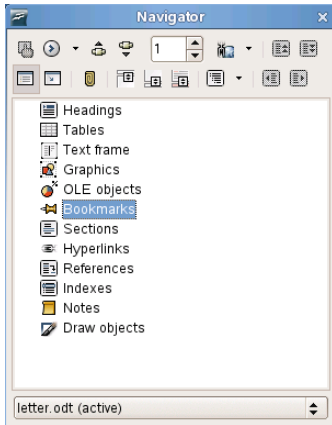 Navigator
1
Headings
Tables
Text frame
Graphics
OLE objects
Bookmarks
Sections
Hyperlinks
References
Indexes
Notes
Draw objects
letter.odt (active)